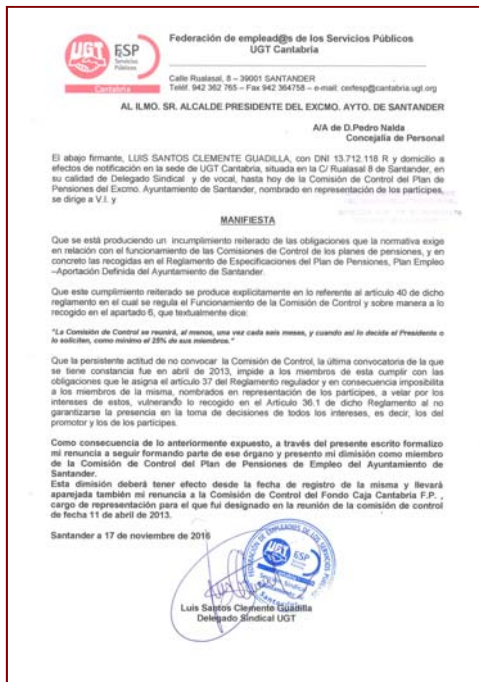 UGT
FSP
Servicios
Públicos
Cantabria
Federación de emplead@s de los Servicios Públicos
UGT Cantabria
Calle Rualasal, 8 – 39001 SANTANDER
Teléf. 942 362 765 – Fax 942 364758 – e-mail: cerfesp@cantabria.ugt.org
AL ILMO. SR. ALCALDE PRESIDENTE DEL EXCMO. AYTO. DE SANTANDER
A/A de D.Pedro Nalda
Concejalía de Personal
El abajo firmante, LUIS SANTOS CLEMENTE GUADILLA, con DNI 13.712.118 R y domicilio a
efectos de notificación en la sede de UGT Cantabria, situada en la C/ Rualasal 8 de Santander, en
su calidad de Delegado Sindical y de vocal, hasta hoy de la Comisión de Control del Plan de
Pensiones del Excmo. Ayuntamiento de Santander, nombrado en representación de los partícipes,
se dirige a V.I. y
MANIFIESTA
Que se está produciendo un incumplimiento reiterado de las obligaciones que la normativa exige
en relación con el funcionamiento de las Comisiones de Control de los planes de pensiones, y en
concreto las recogidas en el Reglamento de Especificaciones del Plan de Pensiones, Plan Empleo
–Aportación Definida del Ayuntamiento de Santander.
Que este cumplimiento reiterado se produce explícitamente en lo referente al artículo 40 de dicho
reglamento en el cual se regula el Funcionamiento de la Comisión de Control y sobre manera a lo
recogido en el apartado 6, que textualmente dice:
"La Comisión de Control se reunirá, al menos, una vez cada seis meses, y cuando así lo decida el Presidente o
lo soliciten, como mínimo el 25% de sus miembros."
Que la persistente actitud de no convocar la Comisión de Control, la última convocatoria de la que
se tiene constancia fue en abril de 2013, impide a los miembros de esta cumplir con las
obligaciones que le asigna el artículo 37 del Reglamento regulador y en consecuencia imposibilita
a los miembros de la misma, nombrados en representación de los partícipes, a velar por los
intereses de estos, vulnerando lo recogido en el Artículo 36.1 de dicho Reglamento al no
garantizarse la presencia en la toma de decisiones de todos los intereses, es decir, los del
promotor y los de los partícipes.
Como consecuencia de lo anteriormente expuesto, a través del presente escrito formalizo
mi renuncia a seguir formando parte de ese órgano y presento mi dimisión como miembro
de la Comisión de Control del Plan de Pensiones de Empleo del Ayuntamiento de
Santander.
Esta dimisión deberá tener efecto desde la fecha de registro de la misma y llevará
aparejada también mi renuncia a la Comisión de Control del Fondo Caja Cantabria F.P. ,
cargo de representación para el que fui designado en la reunión de la comisión de control
de fecha 11 de abril de 2013.
Santander a 17 de noviembre de 2016
UGT
Luis Santos Clemente Guadilla
Delegado Sindical UGT